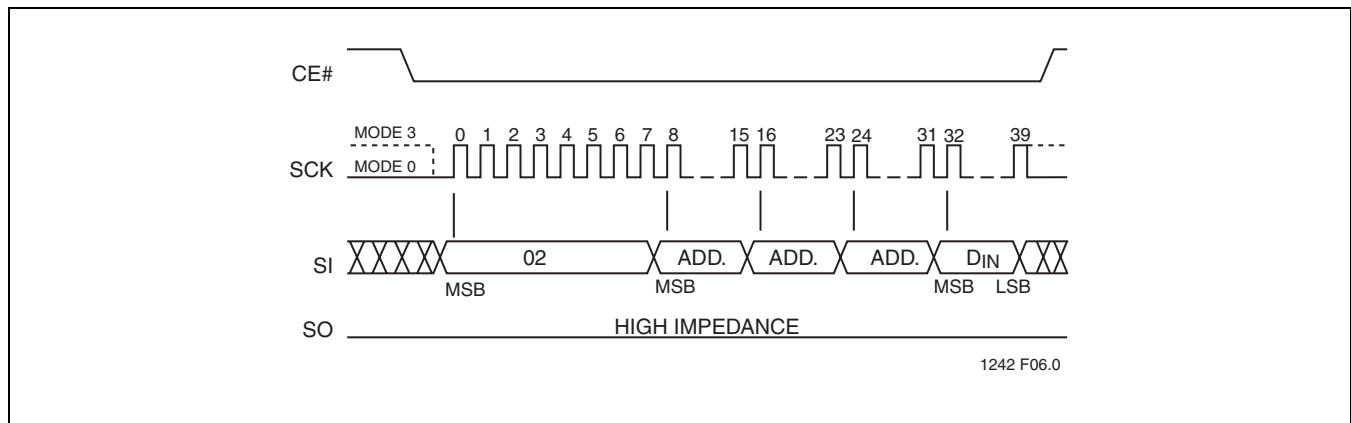 CE#
MODE 3
0 1 2 3 4 5 6 7 8 15 16 23 24 31 32 39
SCK MODE 0
SI 02 ADD. ADD. ADD. DIN
MSB MSB MSB LSB
SO HIGH IMPEDANCE
1242 F06.0